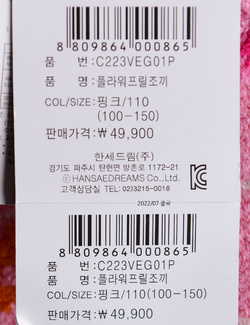 8 809864 000865
품 번 : C223VEG01P
품 명 : 플라워프릴조끼
COL/SIZE : 핑크/110
(100-150)
판매가격 : ₩ 49,900
한세드림(주)
경기도 파주시 탄현면 방촌로 1172-21
ⓒ HANSAEDREAMS CO., LTD.
고객상담실 TEL. 02)3215-0018
2022/07 중국
8 809864 000865
품 번 : C223VEG01P
품 명 : 플라워프릴조끼
COL/SIZE : 핑크/110(100-150)
판매가격 : ₩ 49,900